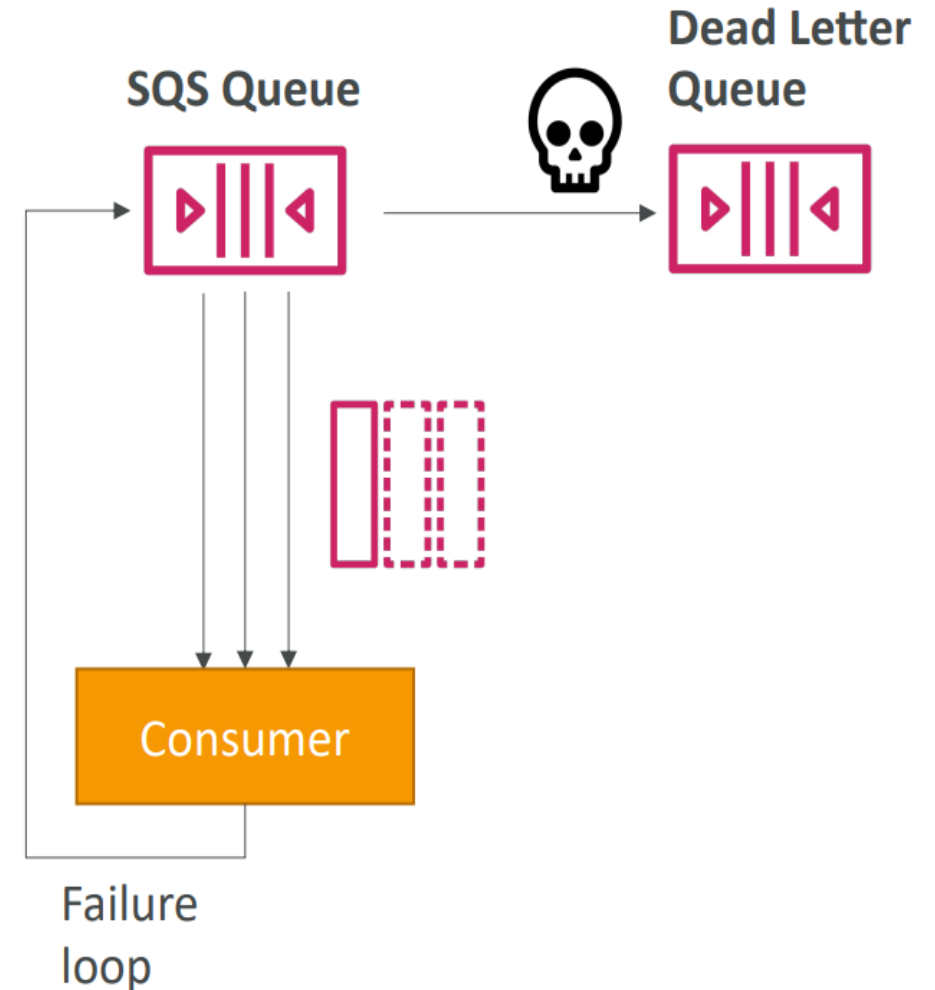 SQS Queue
Dead Letter
Queue
Consumer
Failure
loop